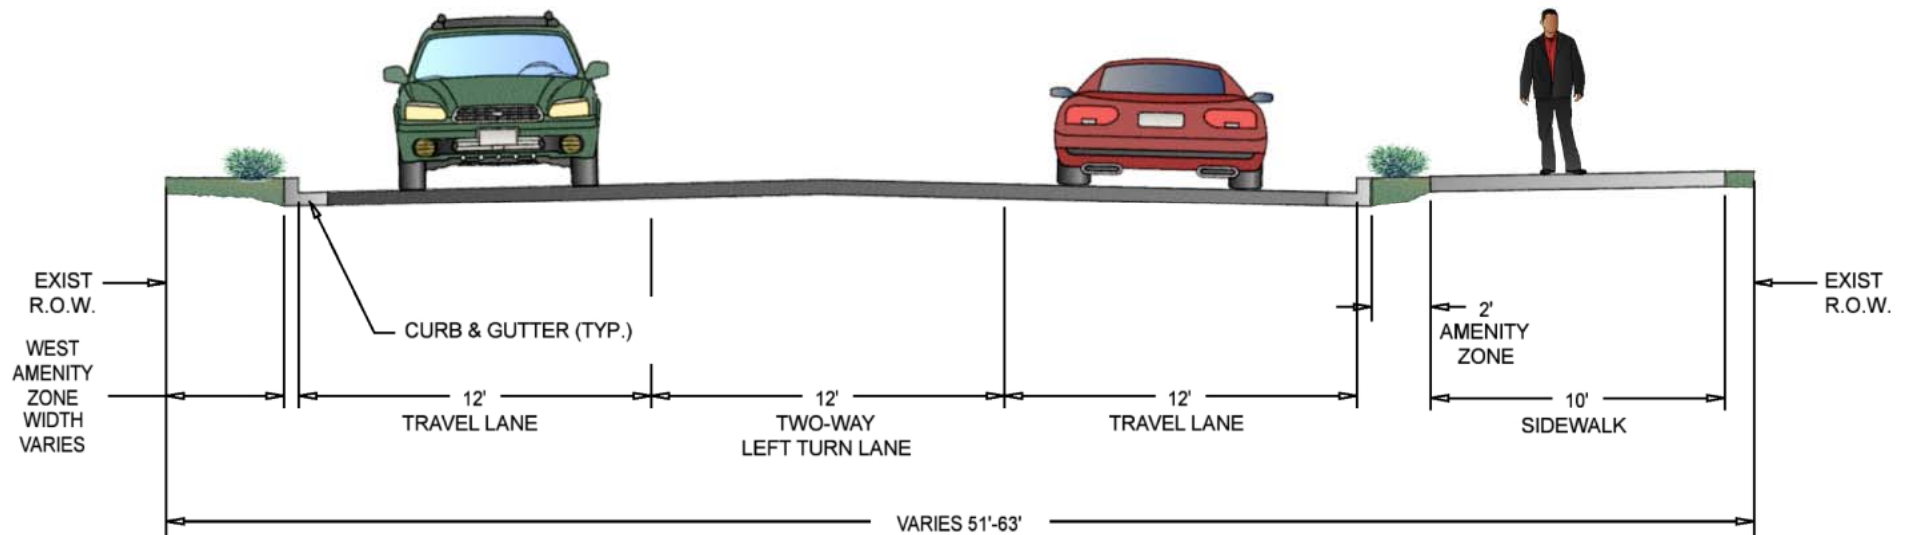 EXIST
R.O.W.
WEST
AMENITY
ZONE
WIDTH
VARIES
CURB & GUTTER (TYP.)
12'
TRAVEL LANE
12'
TWO-WAY
LEFT TURN LANE
12'
TRAVEL LANE
2'
AMENITY
ZONE
10'
SIDEWALK
EXIST
R.O.W.
VARIES 51'-63'